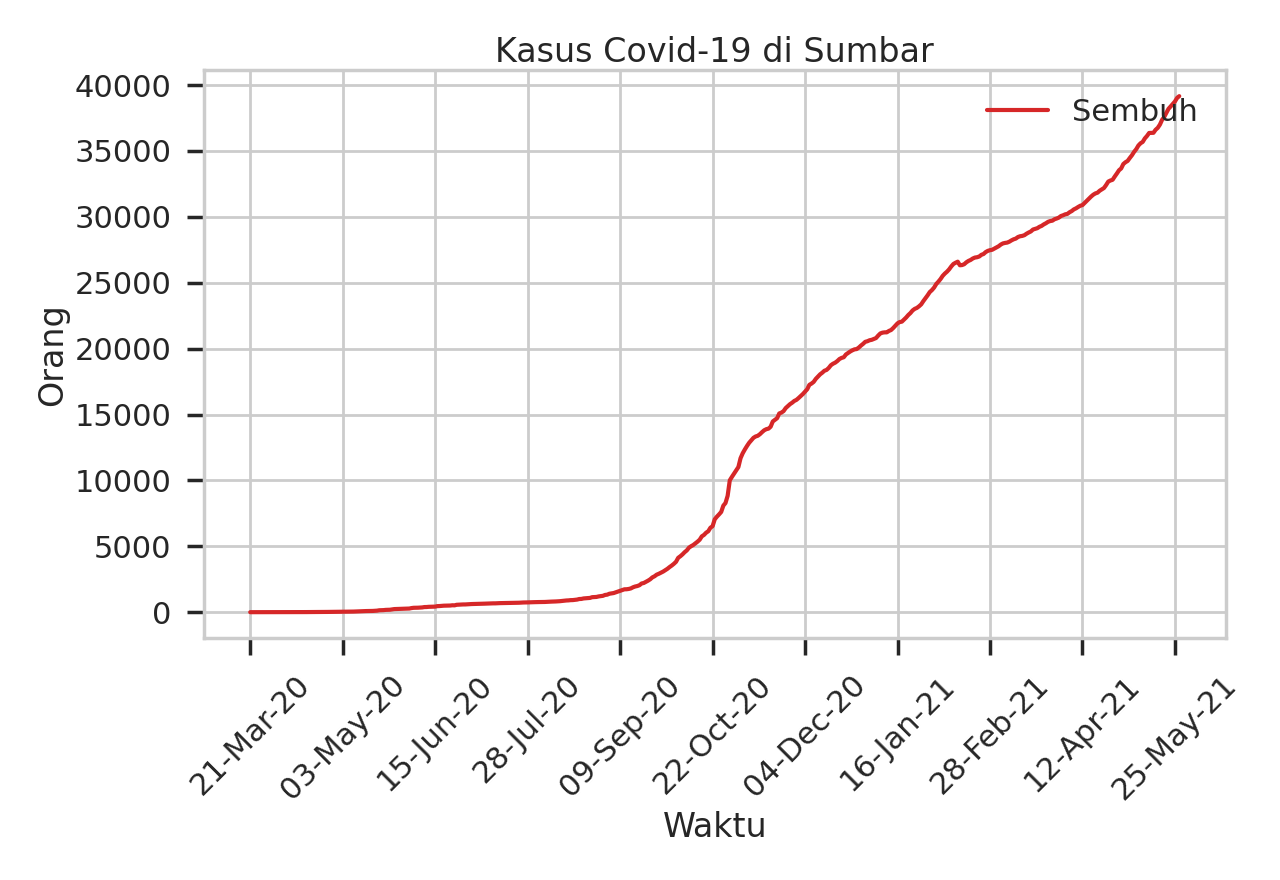 Kasus Covid-19 di Sumbar
Sembuh
Orang
40000
35000
30000
25000
20000
15000
10000
5000
0
21-Mar-20
03-May-20
15-Jun-20
28-Jul-20
09-Sep-20
22-Oct-20
04-Dec-20
16-Jan-21
28-Feb-21
12-Apr-21
25-May-21
Waktu